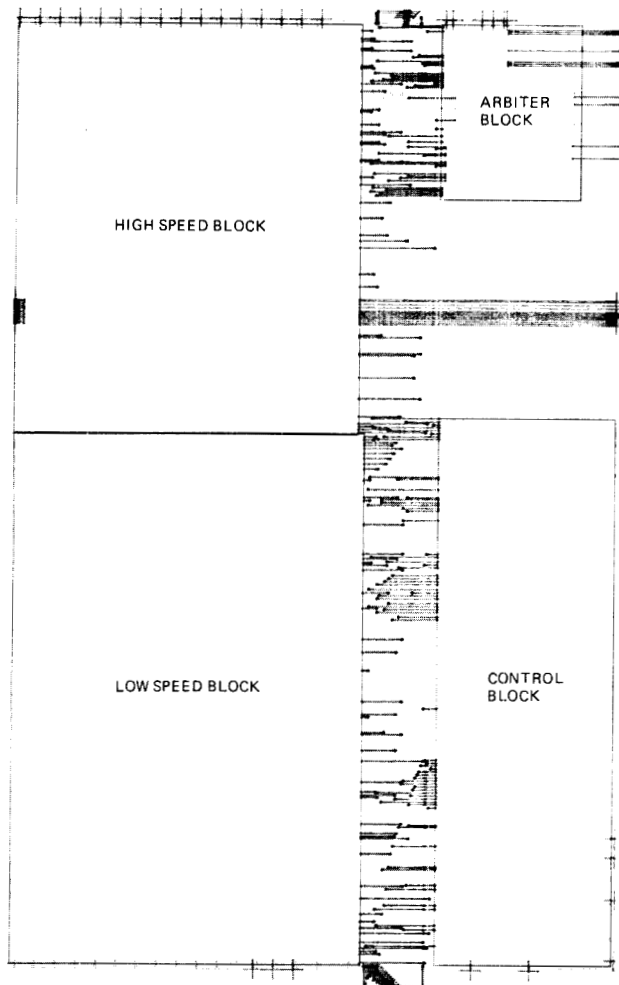 ARBITER
BLOCK
HIGH SPEED BLOCK
LOW SPEED BLOCK
CONTROL
BLOCK